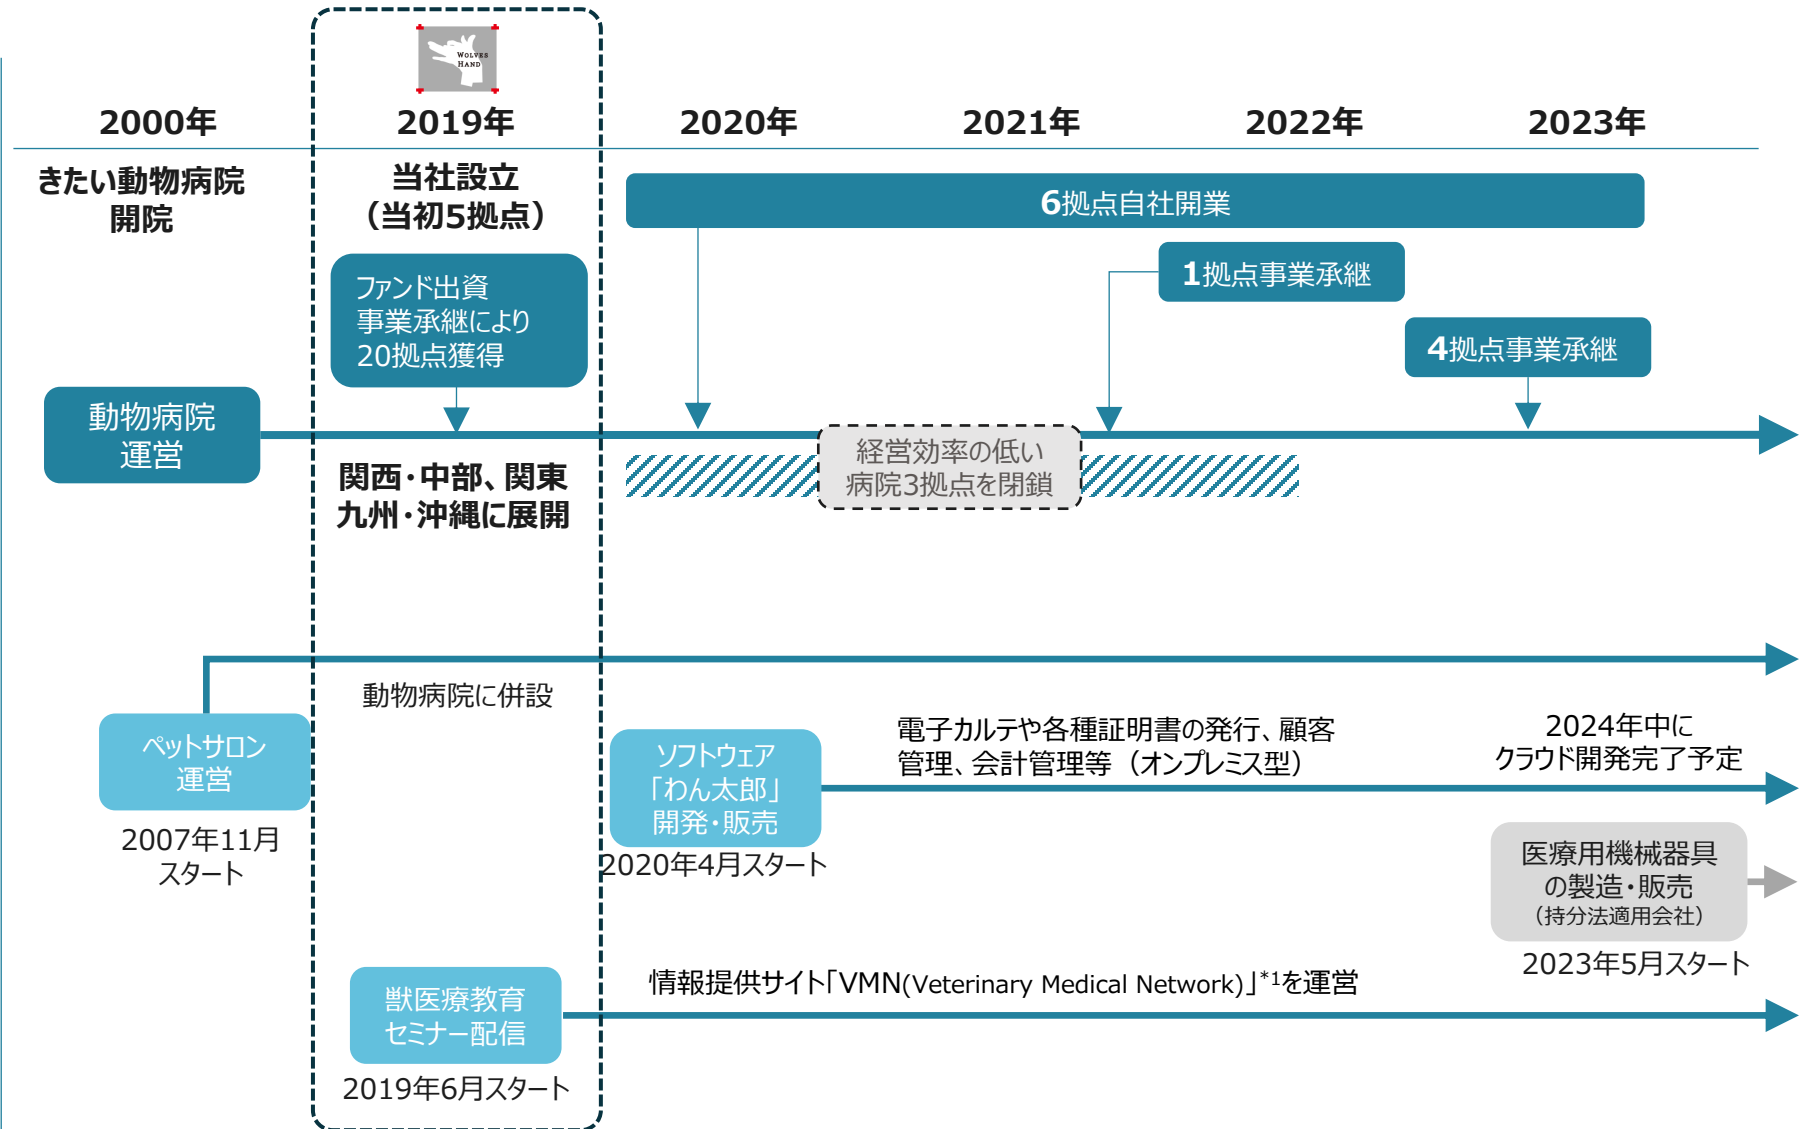 WOLVES
HAND
2000年
2019年
2020年
2021年
2022年
2023年
きたい動物病院
開院
当社設立
（当初5拠点）
6拠点自社開業
ファンド出資
事業承継により
20拠点獲得
1拠点事業承継
4拠点事業承継
動物病院
運営
経営効率の低い
病院3拠点を閉鎖
関西・中部、関東
九州・沖縄に展開
動物病院に併設
ペットサロン
運営
2007年11月
スタート
ソフトウェア
「わん太郎」
開発・販売
2020年4月スタート
電子カルテや各種証明書の発行、顧客
管理、会計管理等（オンプレミス型）
2024年中に
クラウド開発完了予定
医療用機械器具
の製造・販売
（持分法適用会社）
2023年5月スタート
獣医療教育
セミナー配信
2019年6月スタート
情報提供サイト「VMN(Veterinary Medical Network)」*1を運営